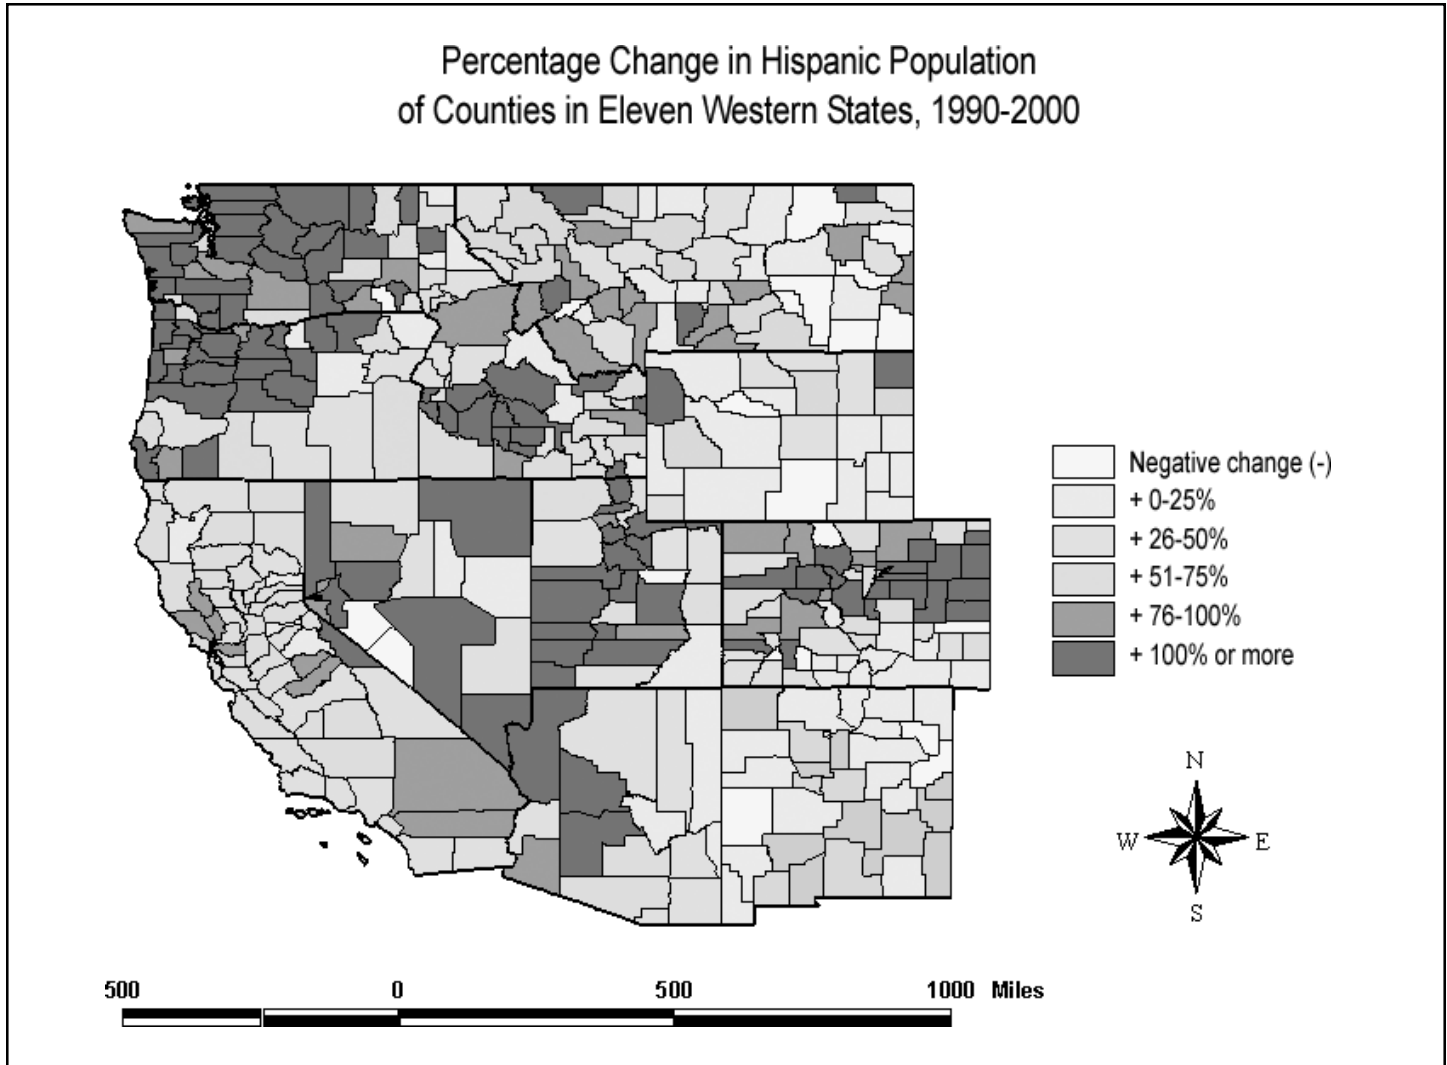 Percentage Change in Hispanic Population
of Counties in Eleven Western States, 1990-2000
Negative change (-)
+ 0-25%
+ 26-50%
+ 51-75%
+ 76-100%
+ 100% or more
N
W
E
S
500 0 500 1000 Miles